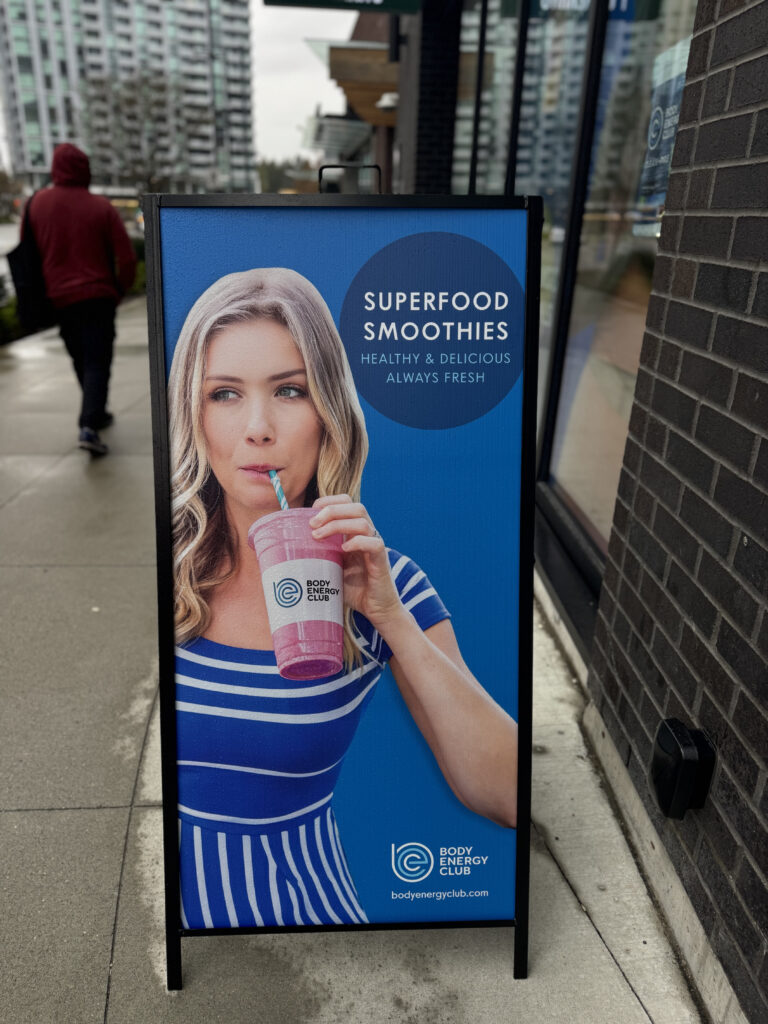 SUPERFOOD
SMOOTHIES
HEALTHY & DELICIOUS
ALWAYS FRESH
BODY
ENERGY
CLUB
BODY
ENERGY
CLUB
bodyenergyclub.com